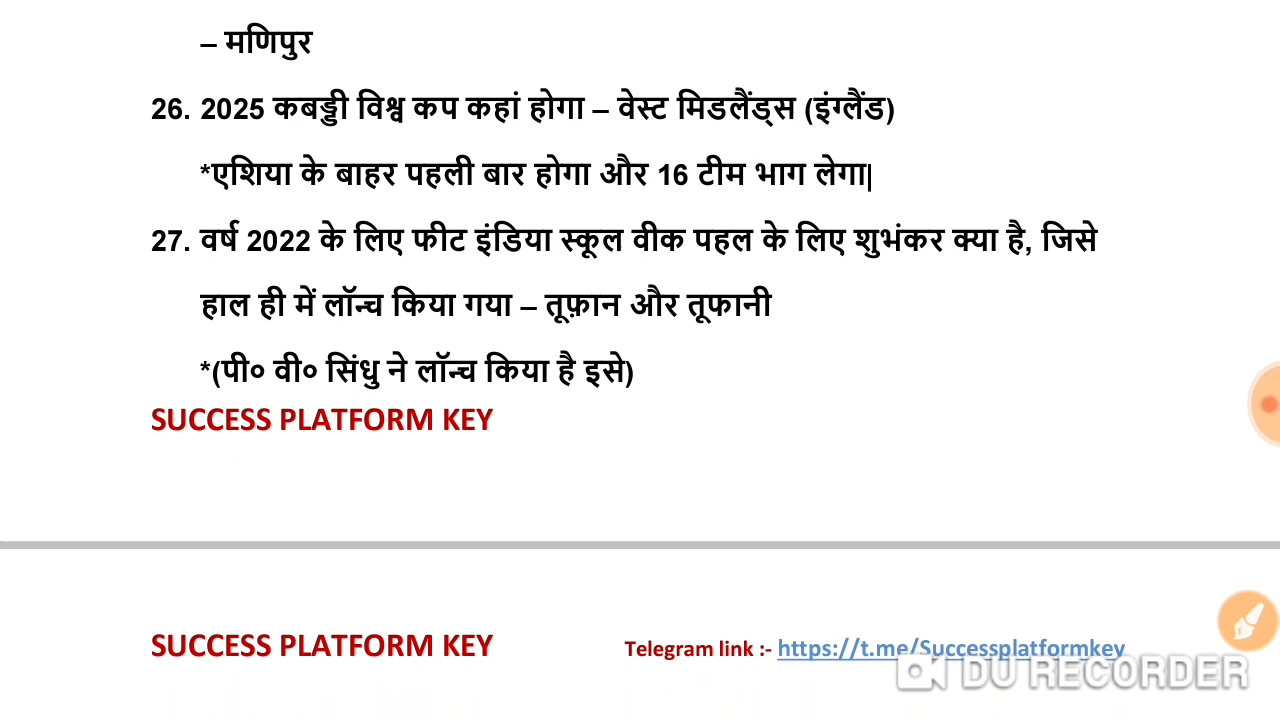 – मणिपुर
26. 2025 कबड्डी विश्व कप कहां होगा – वेस्ट मिडलैंड्स (इंग्लैंड)
*एशिया के बाहर पहली बार होगा और 16 टीम भाग लेगा|
27. वर्ष 2022 के लिए फीट इंडिया स्कूल वीक पहल के लिए शुभंकर क्या है, जिसे
हाल ही में लॉन्च किया गया – तूफ़ान और तूफानी
*(पी० वी० सिंधु ने लॉन्च किया है इसे)
SUCCESS PLATFORM KEY
SUCCESS PLATFORM KEY Telegram link :- https://t.me/Successplatformkey
DU RECORDER